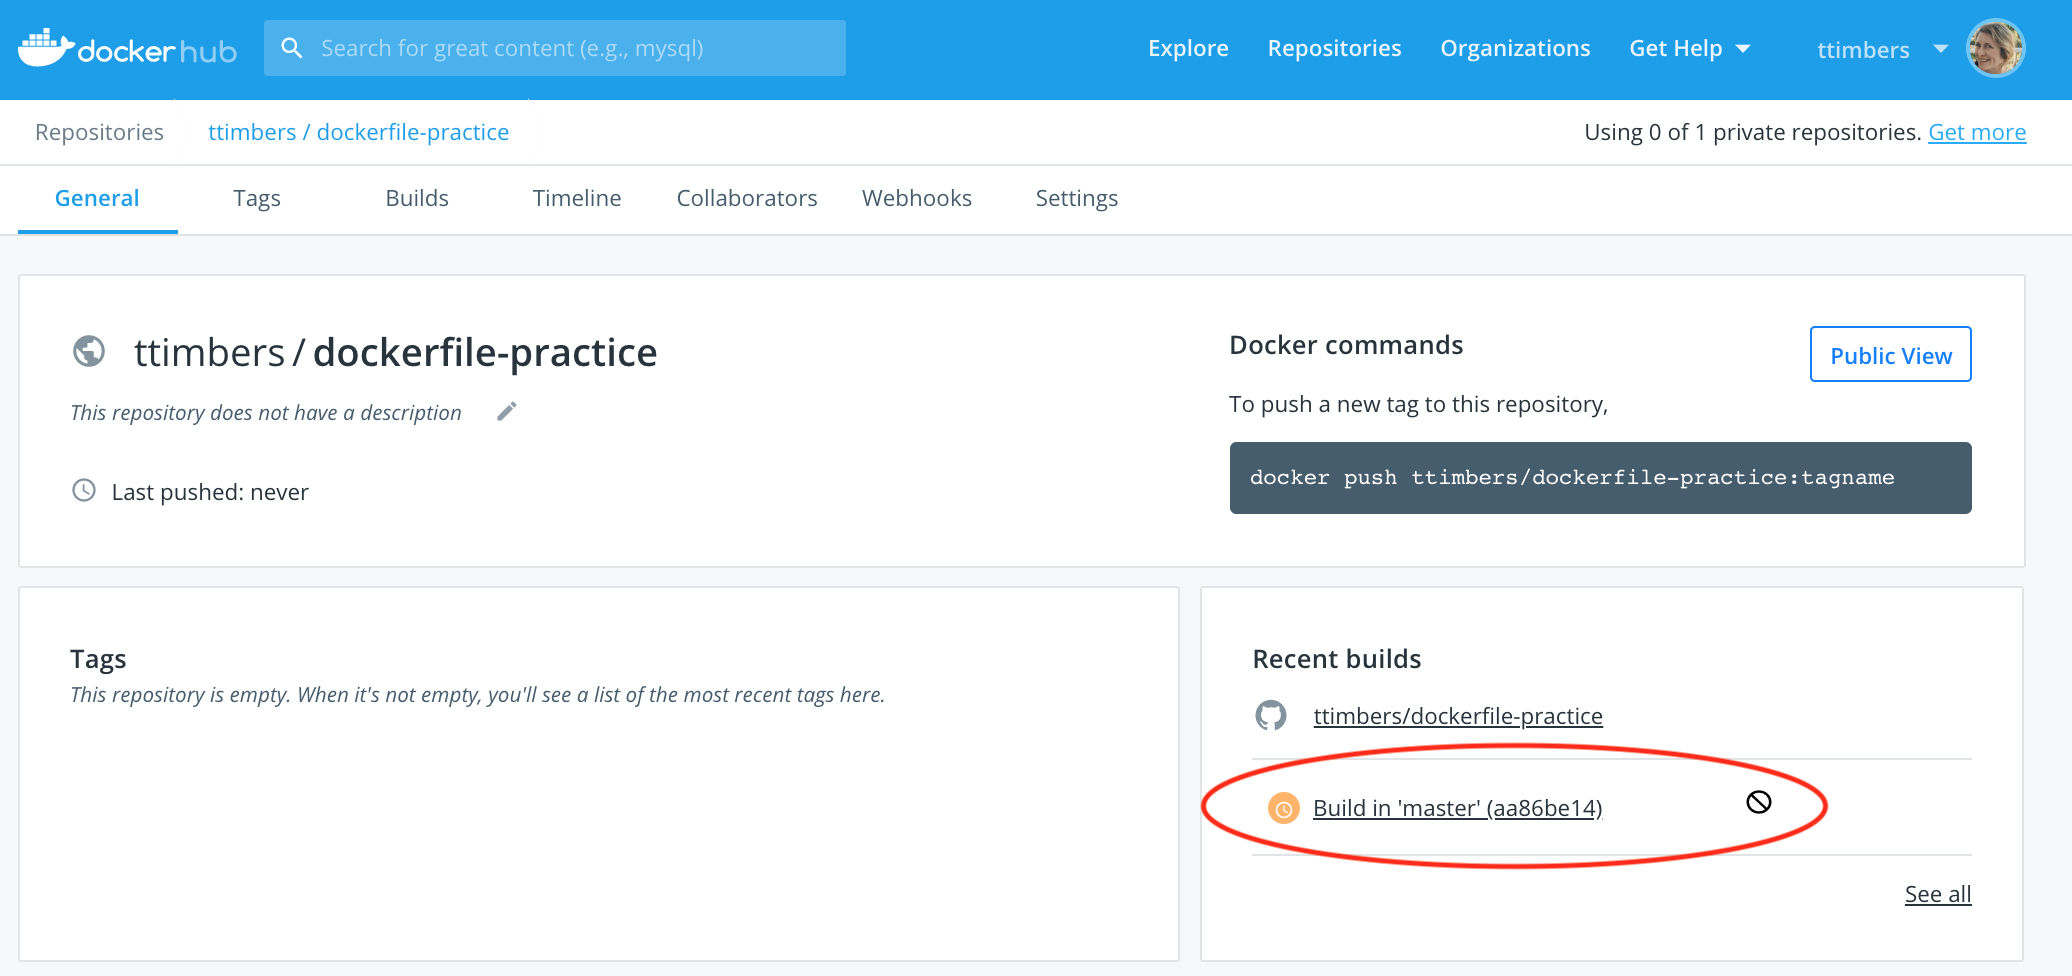 docker hub
Search for great content (e.g., mysql)
Explore
Repositories
Organizations
Get Help
ttimbers
Repositories
ttimbers / dockerfile-practice
Using 0 of 1 private repositories. Get more
General
Tags
Builds
Timeline
Collaborators
Webhooks
Settings
ttimbers / dockerfile-practice
This repository does not have a description
Last pushed: never
Docker commands
Public View
To push a new tag to this repository,
docker push ttimbers/dockerfile-practice:tagname
Tags
This repository is empty. When it's not empty, you'll see a list of the most recent tags here.
Recent builds
ttimbers/dockerfile-practice
Build in 'master' (aa86be14)
See all